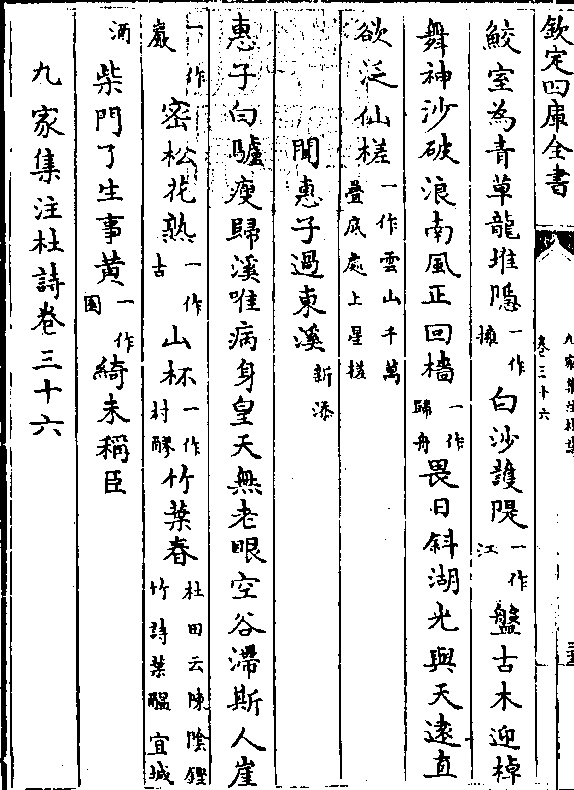 欽定四庫全書
九家集注杜詩
卷三十六
三十五
鮫室為青草龍堆隱一作擁白沙護隄一作江盤古木迎棹
舞神沙破浪南風正回檣一作歸舟畏日斜湖光與天遠直
欲泛仙槎一作雲山千萬疊底處上星槎
聞惠子過東溪新添
惠子白驢瘦歸溪唯病身皇天無老眼空谷滯斯人崖
一作巖密松花熟一作古山杯一作村醪竹葉春杜田云陳陰鏗竹詩葉醞宜城
酒柴門了生事黄一作園綺未稱臣
九家集注杜詩卷三十六